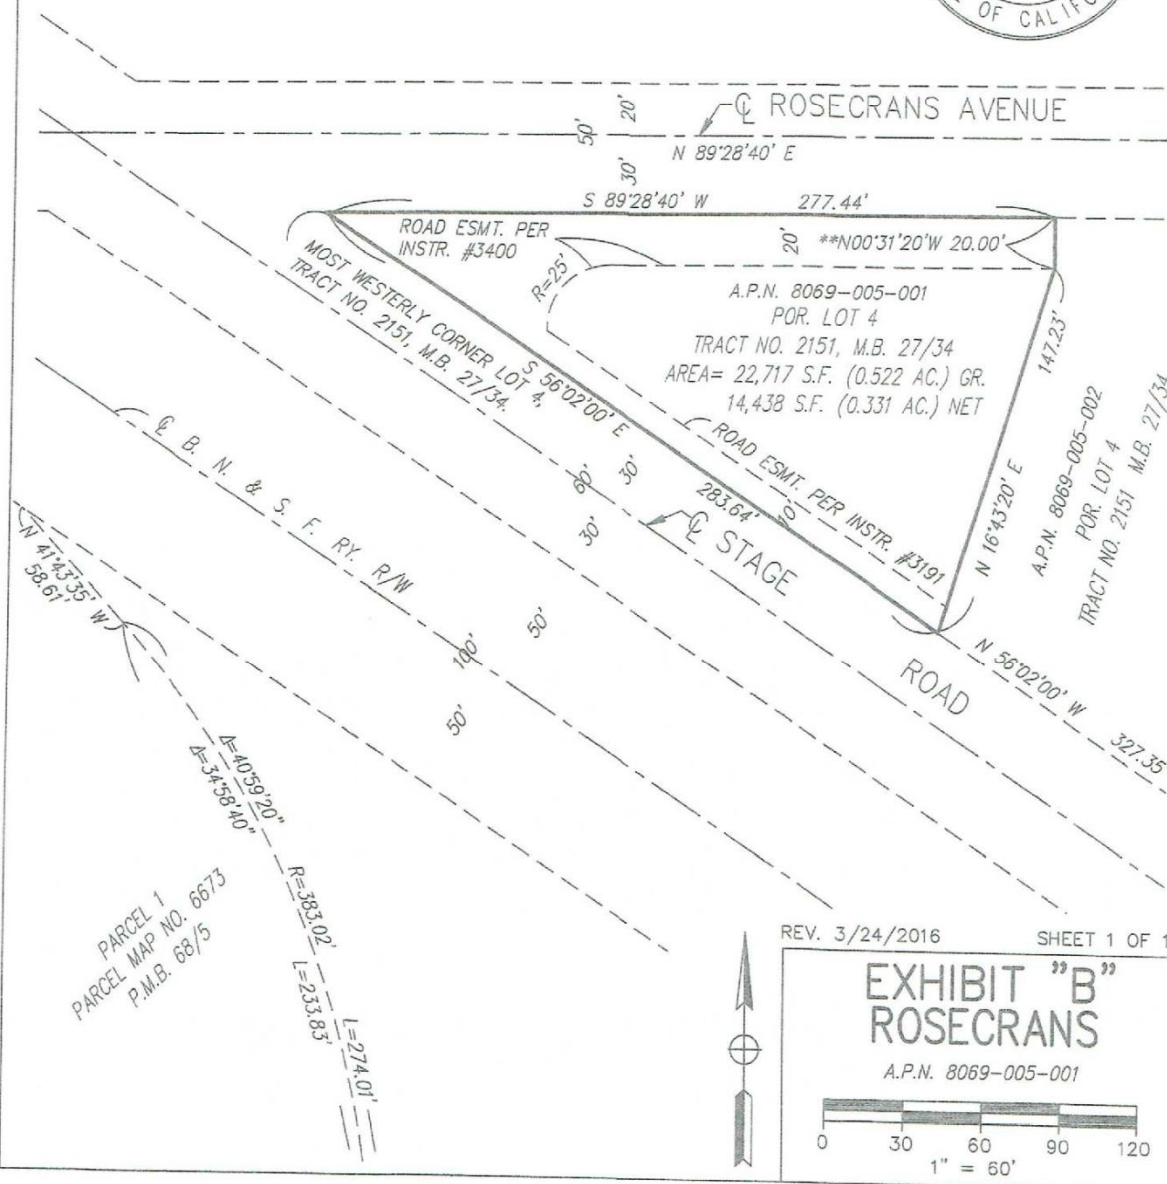 OF CALIFO
℄ ROSECRANS AVENUE
20'
50'
N 89°28'40" E
30'
S 89°28'40" W 277.44'
ROAD ESMT. PER
INSTR. #3400
20'
**N00°31'20"W 20.00'
R=25'
MOST WESTERLY CORNER LOT 4,
TRACT NO. 2151, M.B. 27/34.
A.P.N. 8069-005-001
POR. LOT 4
TRACT NO. 2151, M.B. 27/34
AREA= 22,717 S.F. (0.522 AC.) GR.
14,438 S.F. (0.331 AC.) NET
147.23'
N 16°43'20" E
A.P.N. 8069-005-002
POR. LOT 4
TRACT NO. 2151 M.B. 27/34
S 56°02'00" E
283.64'
ROAD ESMT. PER INSTR. #3191
10'
60'
30'
30'
℄ STAGE
ROAD
N 56°02'00" W
327.35
℄ B. N. & S. F. RY. R/W
50'
100'
50'
N 41°43'35" W
58.61'
Δ=40°59'20"
Δ=34°58'40"
R=383.02'
L=233.83'
L=274.01'
PARCEL 1
PARCEL MAP NO. 6673
P.M.B. 68/5
REV. 3/24/2016 SHEET 1 OF 1
EXHIBIT "B"
ROSECRANS
A.P.N. 8069-005-001
0 30 60 90 120
1" = 60'